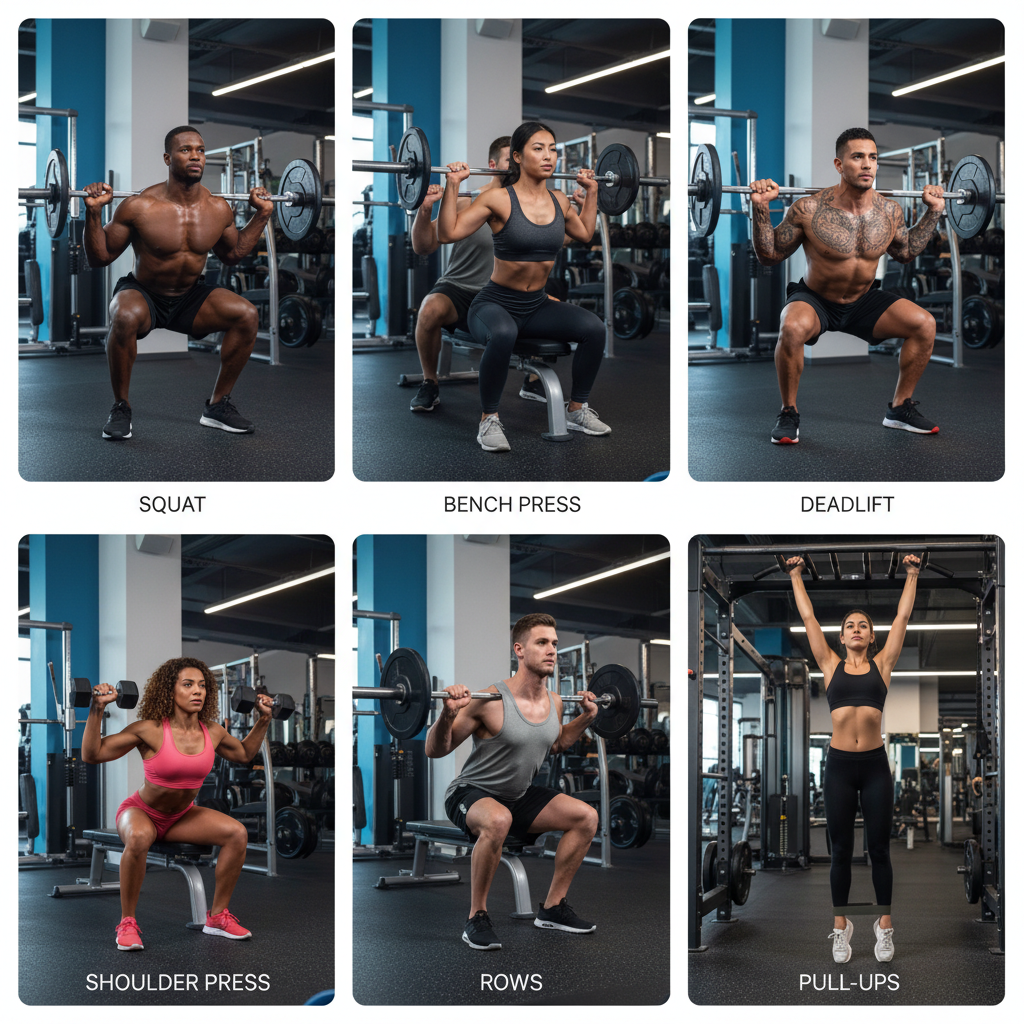 SQUAT
BENCH PRESS
DEADLIFT
SHOULDER PRESS
ROWS
PULL-UPS